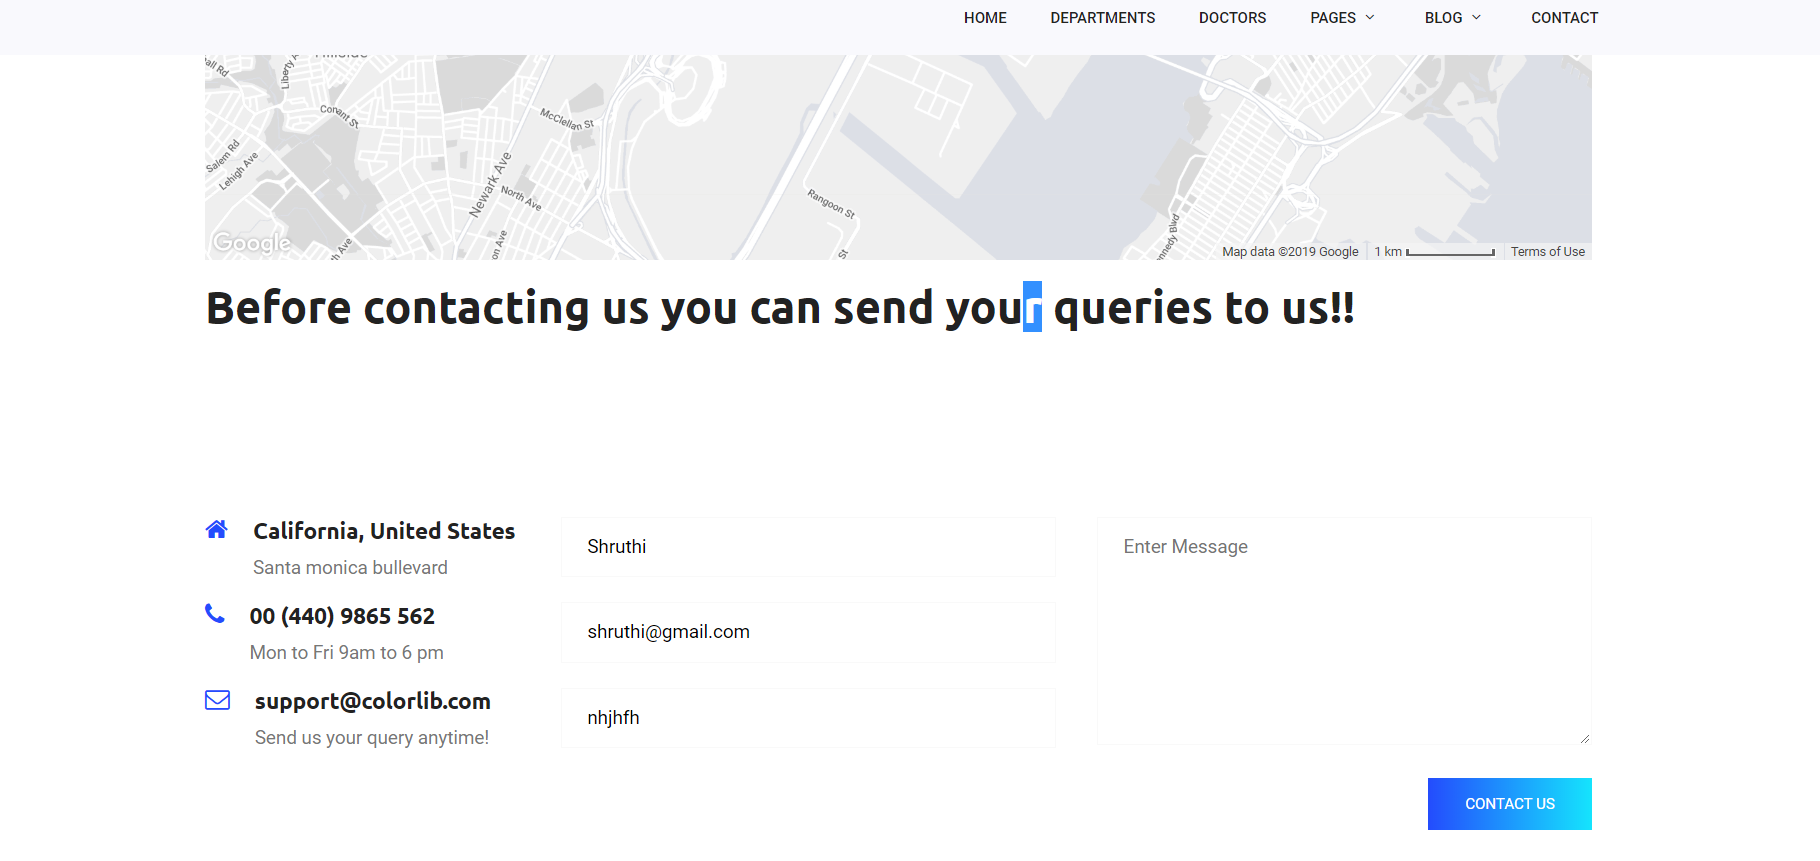 HOME DEPARTMENTS DOCTORS PAGES BLOG CONTACT
Hillside
Liberty A
all Rd
Conant St
McClellan St
Salem Rd
Lehigh Ave
Newark Ave
North Ave
Rangoon St
on Ave
h Ave
St
nnedy Blvd
Google
Map data ©2019 Google 1 km Terms of Use
Before contacting us you can send your queries to us!!
California, United States
Santa monica bullevard
00 (440) 9865 562
Mon to Fri 9am to 6 pm
support@colorlib.com
Send us your query anytime!
Shruthi
shruthi@gmail.com
nhjhfh
Enter Message
CONTACT US